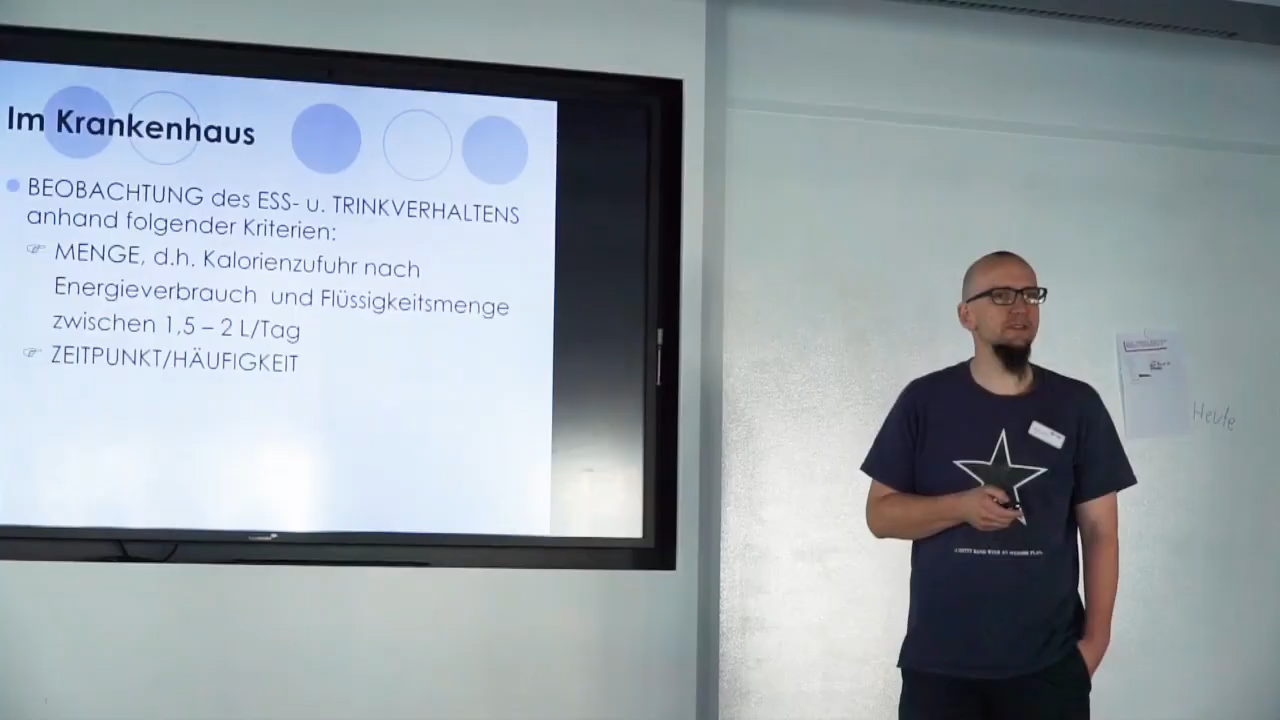 Im Krankenhaus
BEOBACHTUNG des ESS- u. TRINKVERHALTENS
anhand folgender Kriterien:
MENGE, d.h. Kalorienzufuhr nach
Energieverbrauch und Flüssigkeitsmenge
zwischen 1,5 – 2 L/Tag
ZEITPUNKT/HÄUFIGKEIT
Heute